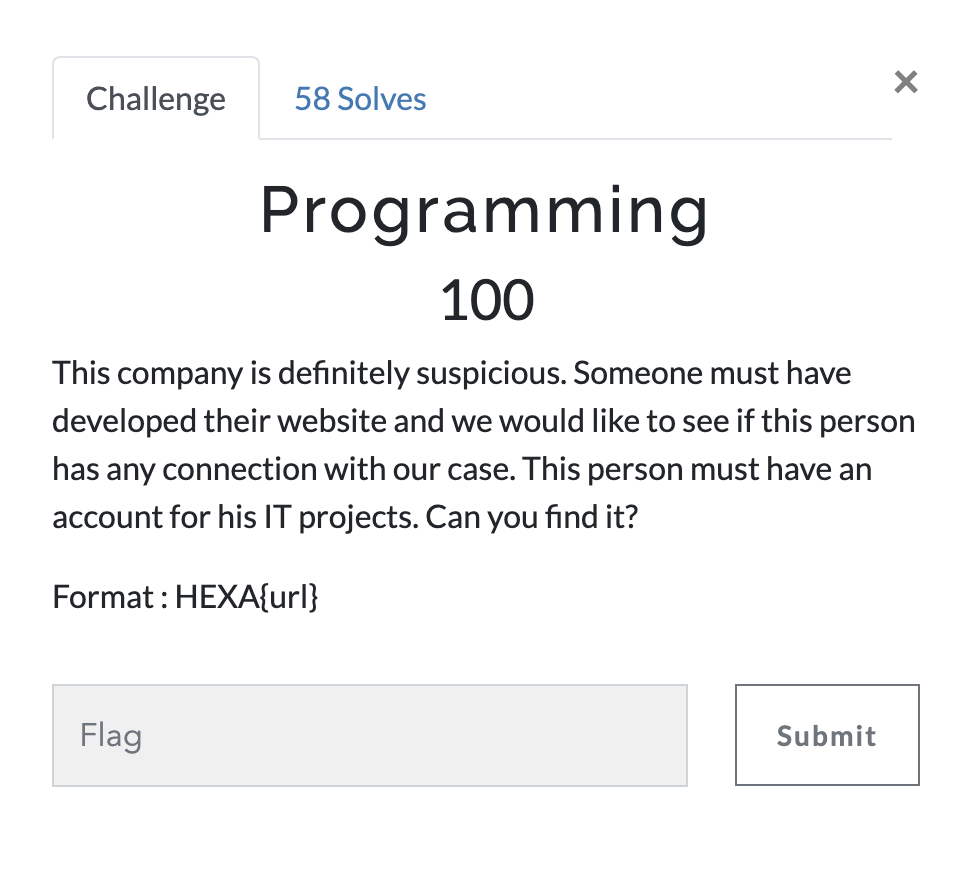 Challenge
58 Solves
×
Programming
100
This company is definitely suspicious. Someone must have
developed their website and we would like to see if this person
has any connection with our case. This person must have an
account for his IT projects. Can you find it?
Format : HEXA{url}
Flag
Submit